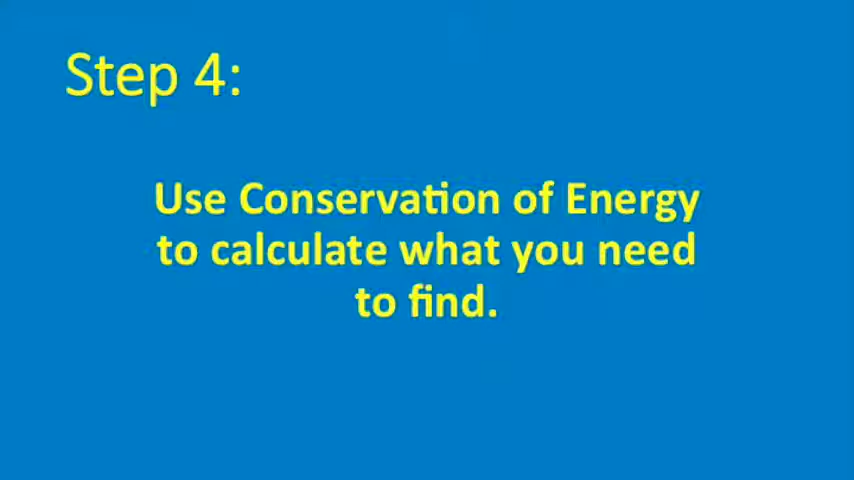 Step 4:
Use Conservation of Energy
to calculate what you need
to find.